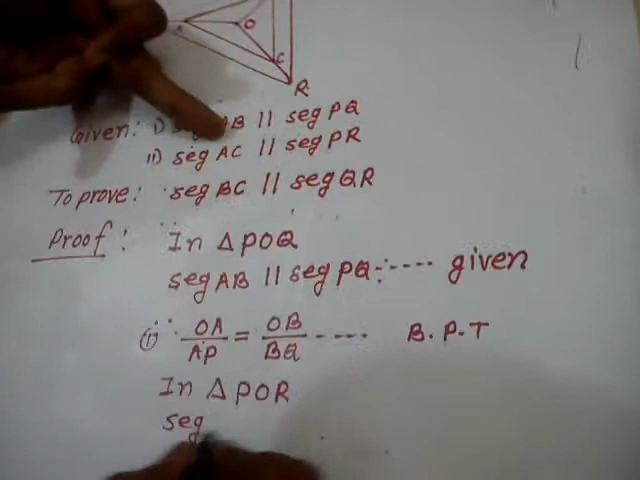 O
C
R
Given: i) AB || seg PQ
ii) seg AC || seg PR
To prove: seg BC || seg QR
Proof: In △POQ
seg AB || seg PQ ---- given
① ∴ OA/AP = OB/BQ ---- B.P.T
In △POR
seg